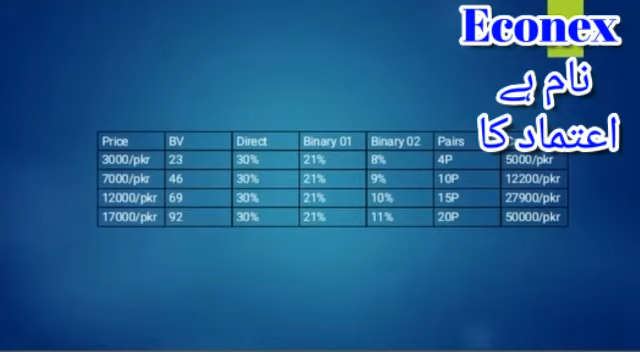 Econex
نام ہے
اعتماد کا
Price BV Direct Binary 01 Binary 02 Pairs
3000/pkr 23 30% 21% 8% 4P 5000/pkr
7000/pkr 46 30% 21% 9% 10P 12200/pkr
12000/pkr 69 30% 21% 10% 15P 27900/pkr
17000/pkr 92 30% 21% 11% 20P 50000/pkr